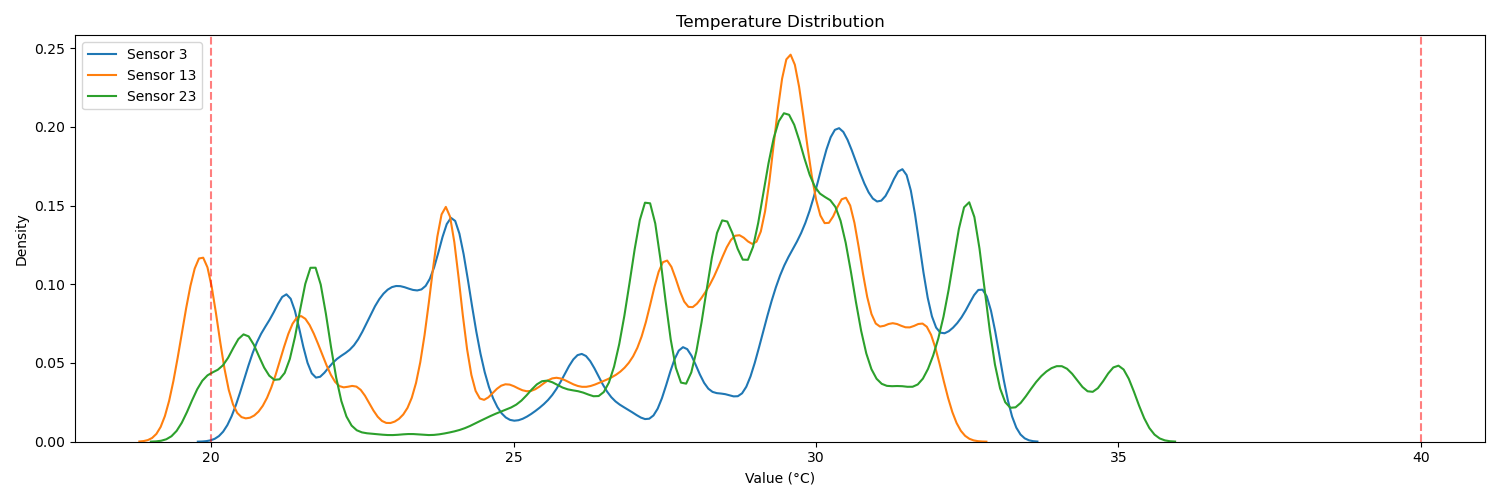 Temperature Distribution
Sensor 3
Sensor 13
Sensor 23
0.25
0.20
0.15
0.10
0.05
0.00
Density
20
25
30
35
40
Value (°C)